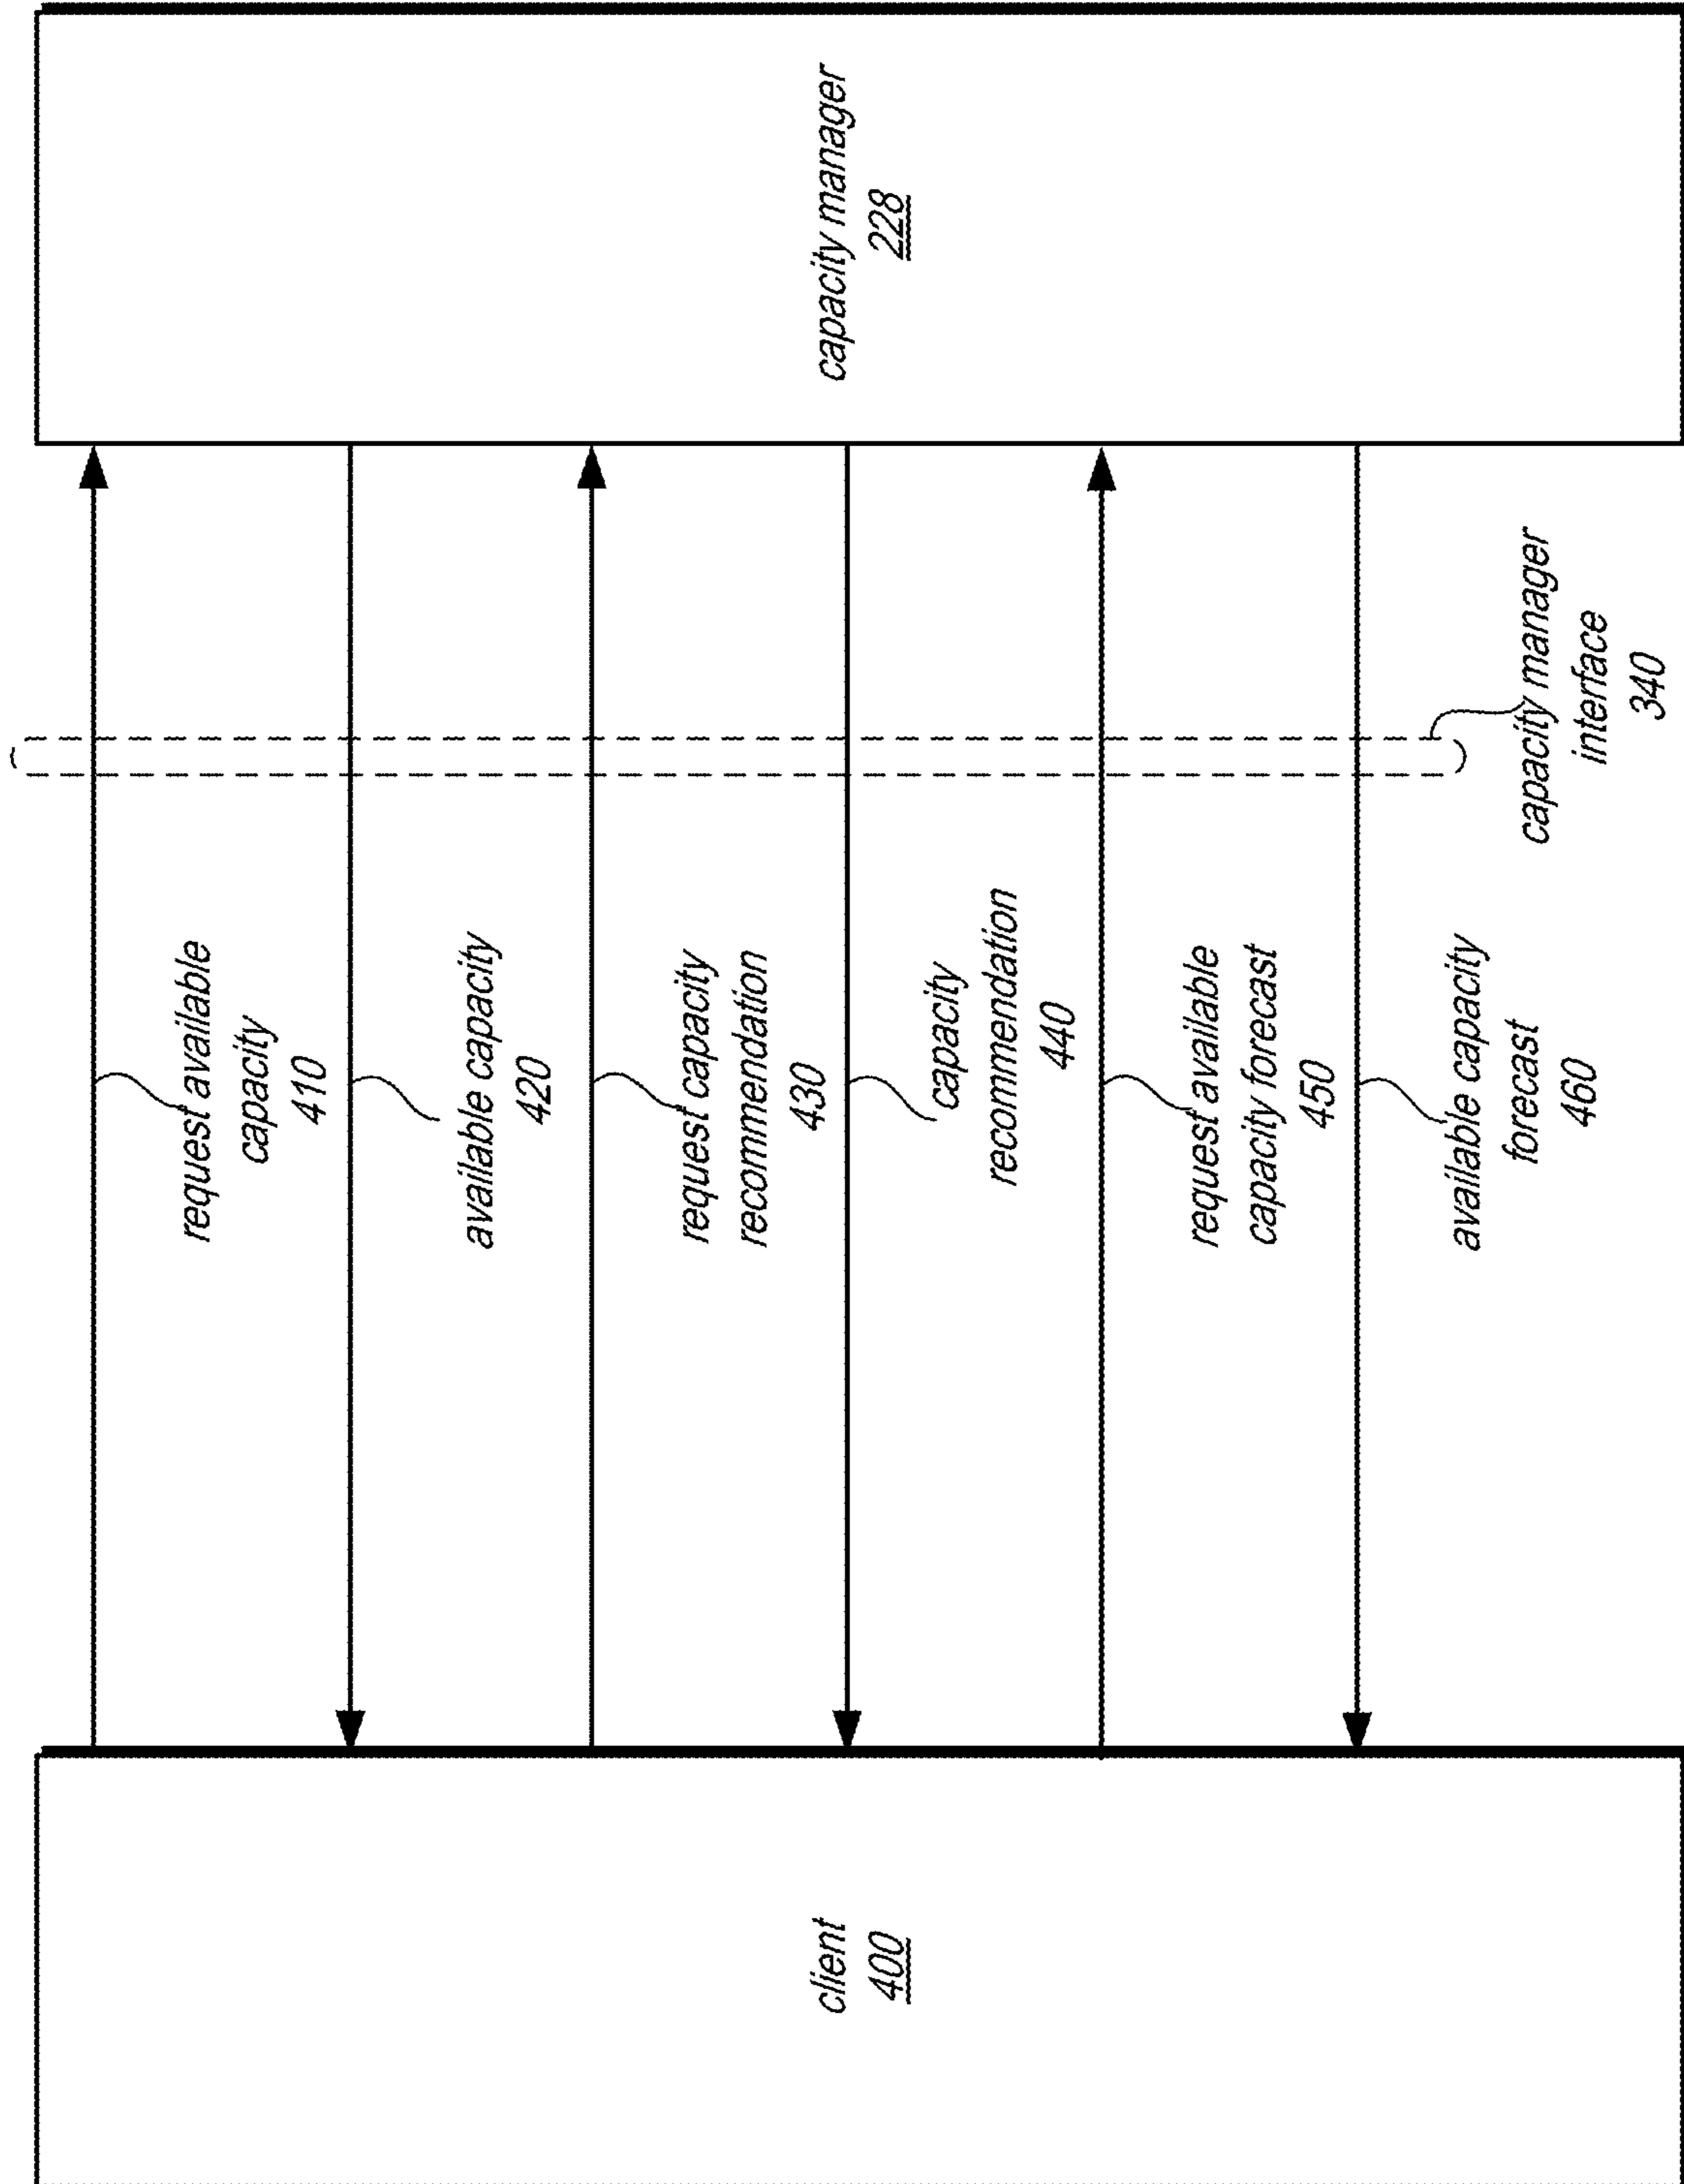 client
400
request available
capacity
410
available capacity
420
request capacity
recommendation
430
capacity
recommendation
440
request available
capacity forecast
450
available capacity
forecast
460
capacity manager
interface
340
capacity manager
228